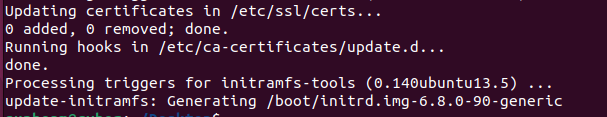 Updating certificates in /etc/ssl/certs...
0 added, 0 removed; done.
Running hooks in /etc/ca-certificates/update.d...
done.
Processing triggers for initramfs-tools (0.140ubuntu13.5) ...
update-initramfs: Generating /boot/initrd.img-6.8.0-90-generic